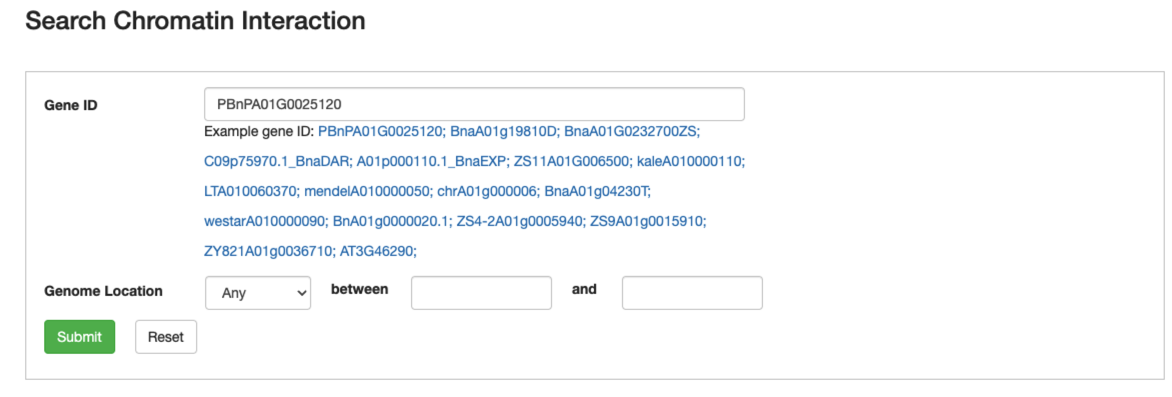 Search Chromatin Interaction
Gene ID PBnPA01G0025120
Example gene ID: PBnPA01G0025120; BnaA01g19810D; BnaA01G0232700ZS;
C09p75970.1_BnaDAR; A01p000110.1_BnaEXP; ZS11A01G006500; kaleA010000110;
LTA010060370; mendelA010000050; chrA01g000006; BnaA01g04230T;
westarA010000090; BnA01g0000020.1; ZS4-2A01g0005940; ZS9A01g0015910;
ZY821A01g0036710; AT3G46290;
Genome Location Any between and
Submit Reset